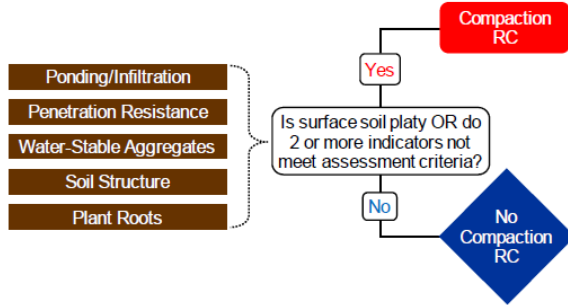 Compaction
RC
Yes
Ponding/Infiltration
Penetration Resistance
Water-Stable Aggregates
Soil Structure
Plant Roots
Is surface soil platy OR do
2 or more indicators not
meet assessment criteria?
No
No
Compaction
RC